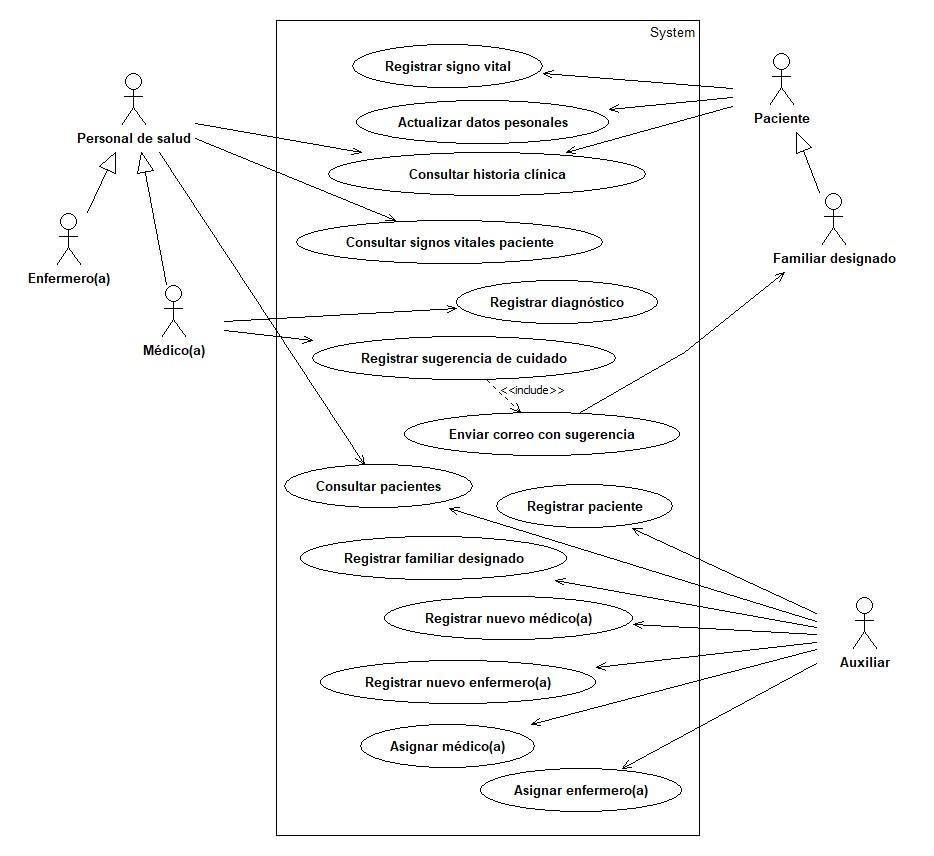 System
Registrar signo vital
Actualizar datos pesonales
Paciente
Personal de salud
Consultar historia clínica
Consultar signos vitales paciente
Familiar designado
Enfermero(a)
Registrar diagnóstico
Médico(a)
Registrar sugerencia de cuidado
<<include>>
Enviar correo con sugerencia
Consultar pacientes
Registrar paciente
Registrar familiar designado
Registrar nuevo médico(a)
Auxiliar
Registrar nuevo enfermero(a)
Asignar médico(a)
Asignar enfermero(a)